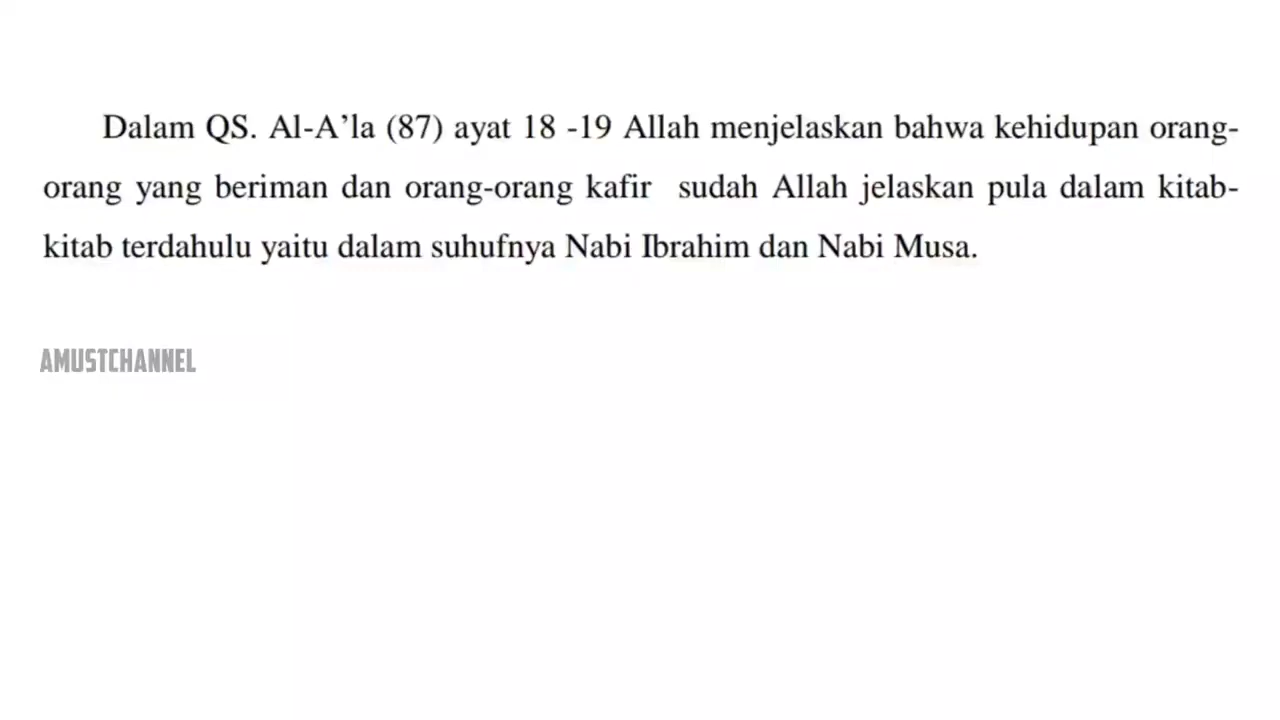 Dalam QS. Al-A’la (87) ayat 18 -19 Allah menjelaskan bahwa kehidupan orang-
orang yang beriman dan orang-orang kafir  sudah Allah jelaskan pula dalam kitab-
kitab terdahulu yaitu dalam suhufnya Nabi Ibrahim dan Nabi Musa.
AMUSTCHANNEL